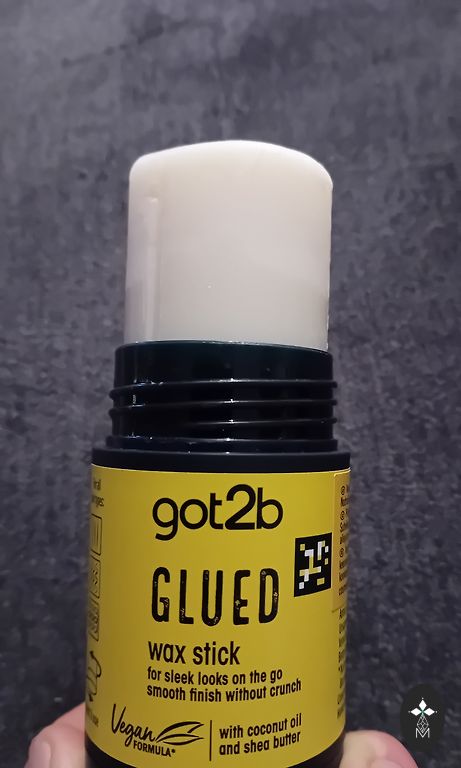 got2b
GLUED
wax stick
for sleek looks on the go
smooth finish without crunch
Vegan
FORMULA*
with coconut oil
and shea butter
M